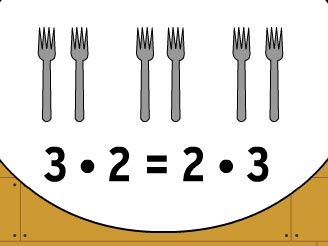 3 • 2 = 2 • 3